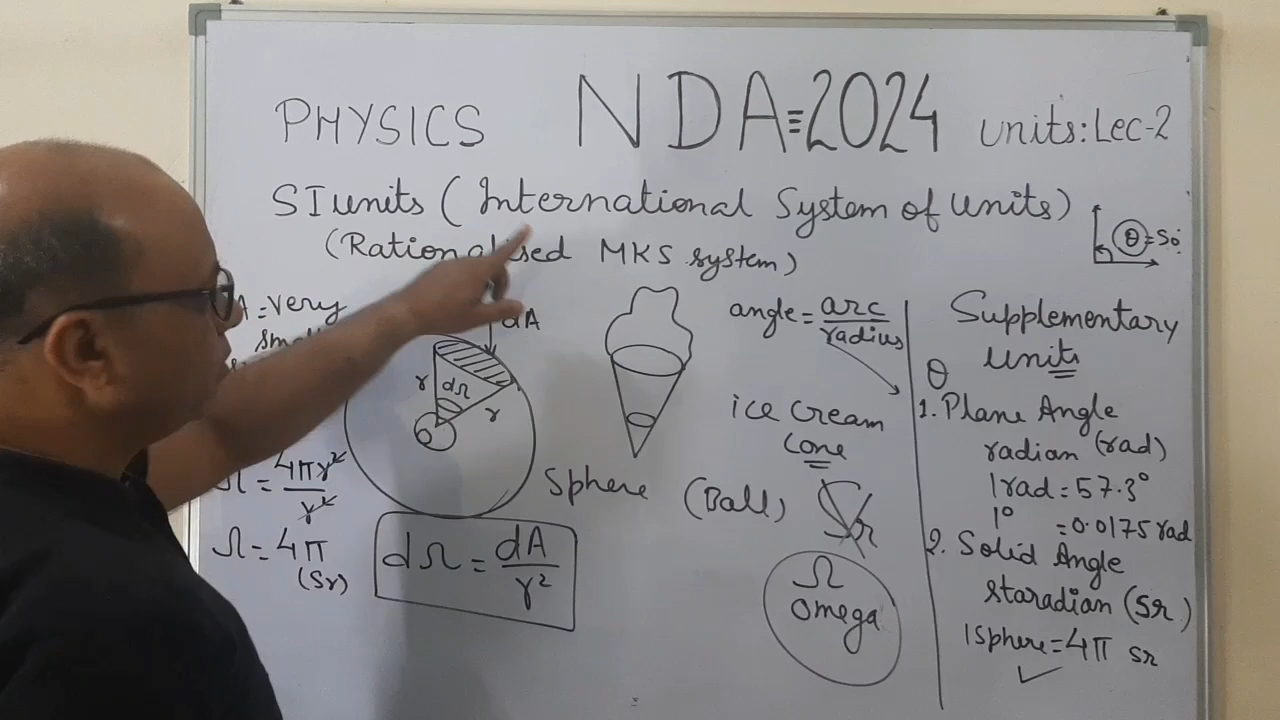 PHYSICS NDA=2024 units: Lec-2
SI units (International System of units)
(Rationalised MKS system)
θ = 50°
A = very
small
dA
r dΩ
r
O
Ω = 4πr²
r²
Ω = 4π
(Sr)
dΩ = dA
r²
Sphere (Ball)
angle = arc
radius
ice cream
cone
Sr
Ω
omega
Supplementary
units
θ
1. Plane Angle
radian (rad)
1 rad = 57.3°
1° = 0.0175 rad
2. Solid Angle
staradian (Sr)
1 Sphere = 4π sr